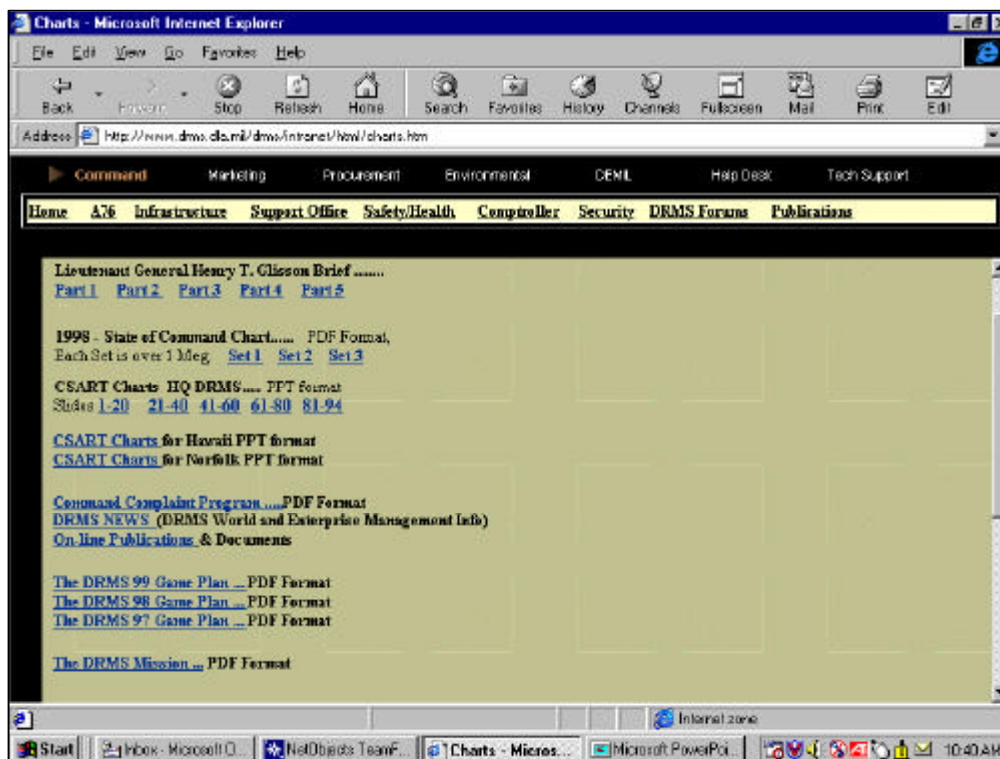 Charts - Microsoft Internet Explorer
File Edit View Go Favorites Help
Back Forward Stop Refresh Home Search Favorites History Channels Fullscreen Mail Print Edit
Address http://www.drms.dla.mil/drms/intranet/html/charts.htm
Command Marketing Procurement Environmental DEMIL Help Desk Tech Support
Home A76 Infrastructure Support Office Safety/Health Comptroller Security DRMS Forums Publications
Lieutenant General Henry T. Glisson Brief .......
Part 1 Part 2 Part 3 Part 4 Part 5
1998 - State of Command Chart...... PDF Format,
Each Set is over 1 Meg Set 1 Set 2 Set 3
CSART Charts HQ DRMS.... PPT format
Slides 1-20 21-40 41-60 61-80 81-94
CSART Charts for Hawaii PPT format
CSART Charts for Norfolk PPT format
Command Complaint Program .....PDF Format
DRMS NEWS (DRMS World and Enterprise Management Info)
On-line Publications & Documents
The DRMS 99 Game Plan ... PDF Format
The DRMS 98 Game Plan ... PDF Format
The DRMS 97 Game Plan ... PDF Format
The DRMS Mission ... PDF Format
Internet zone
Start Inbox - Microsoft O... NetObjects TeamF... Charts - Micros... Microsoft PowerPoi... 10:40 AM